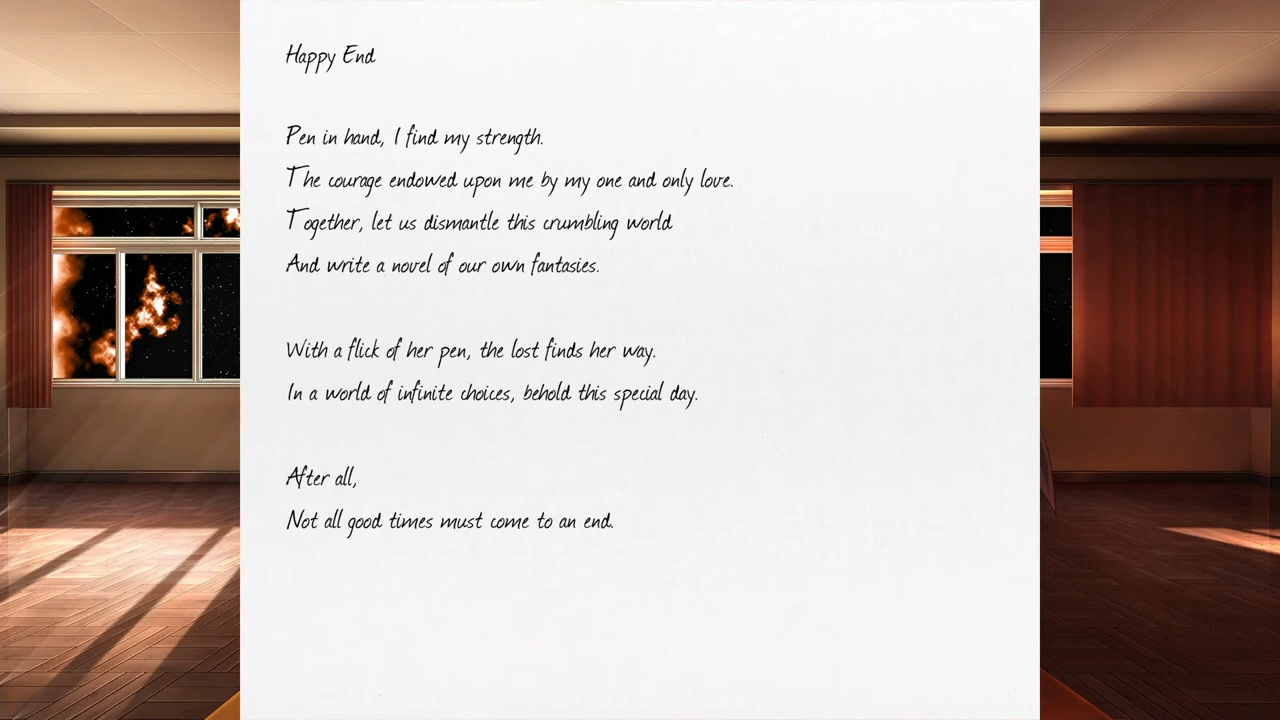 Happy End
Pen in hand, I find my strength.
The courage endowed upon me by my one and only love.
Together, let us dismantle this crumbling world
And write a novel of our own fantasies.
With a flick of her pen, the lost finds her way.
In a world of infinite choices, behold this special day.
After all,
Not all good times must come to an end.